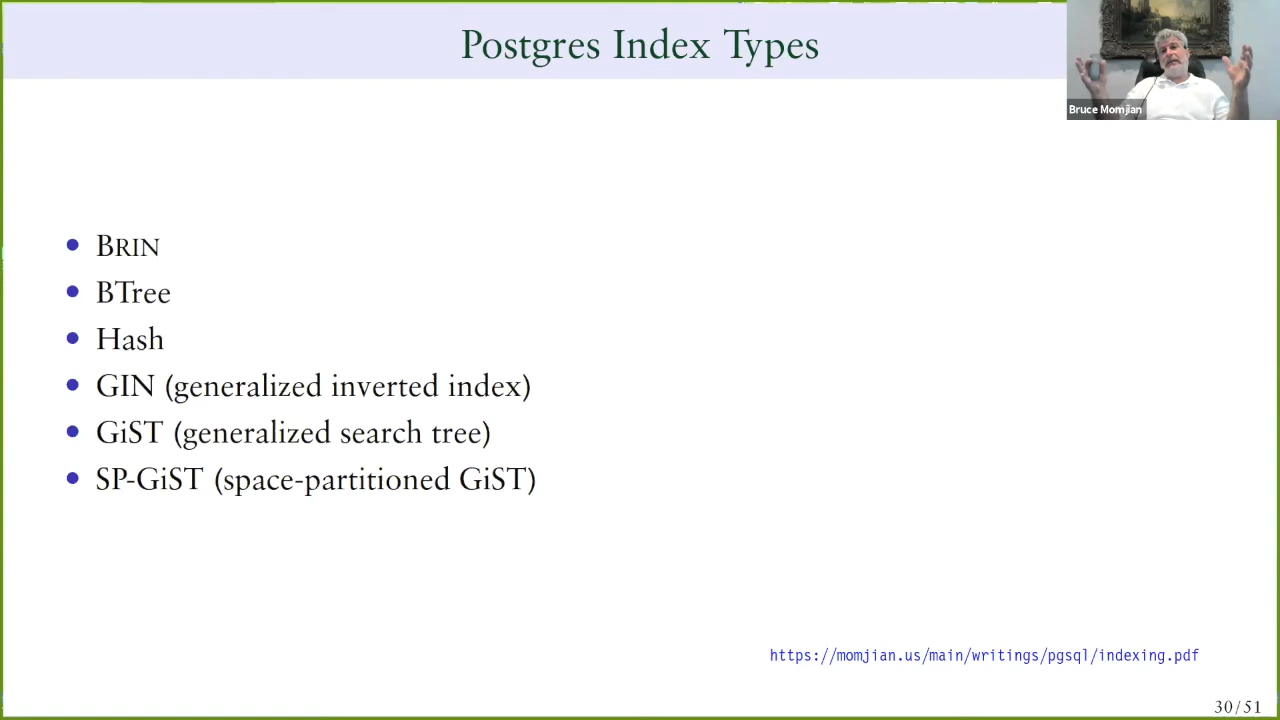 Postgres Index Types
Bruce Momjian
• BRIN
• BTree
• Hash
• GIN (generalized inverted index)
• GiST (generalized search tree)
• SP-GiST (space-partitioned GiST)
https://momjian.us/main/writings/pgsql/indexing.pdf
30/51